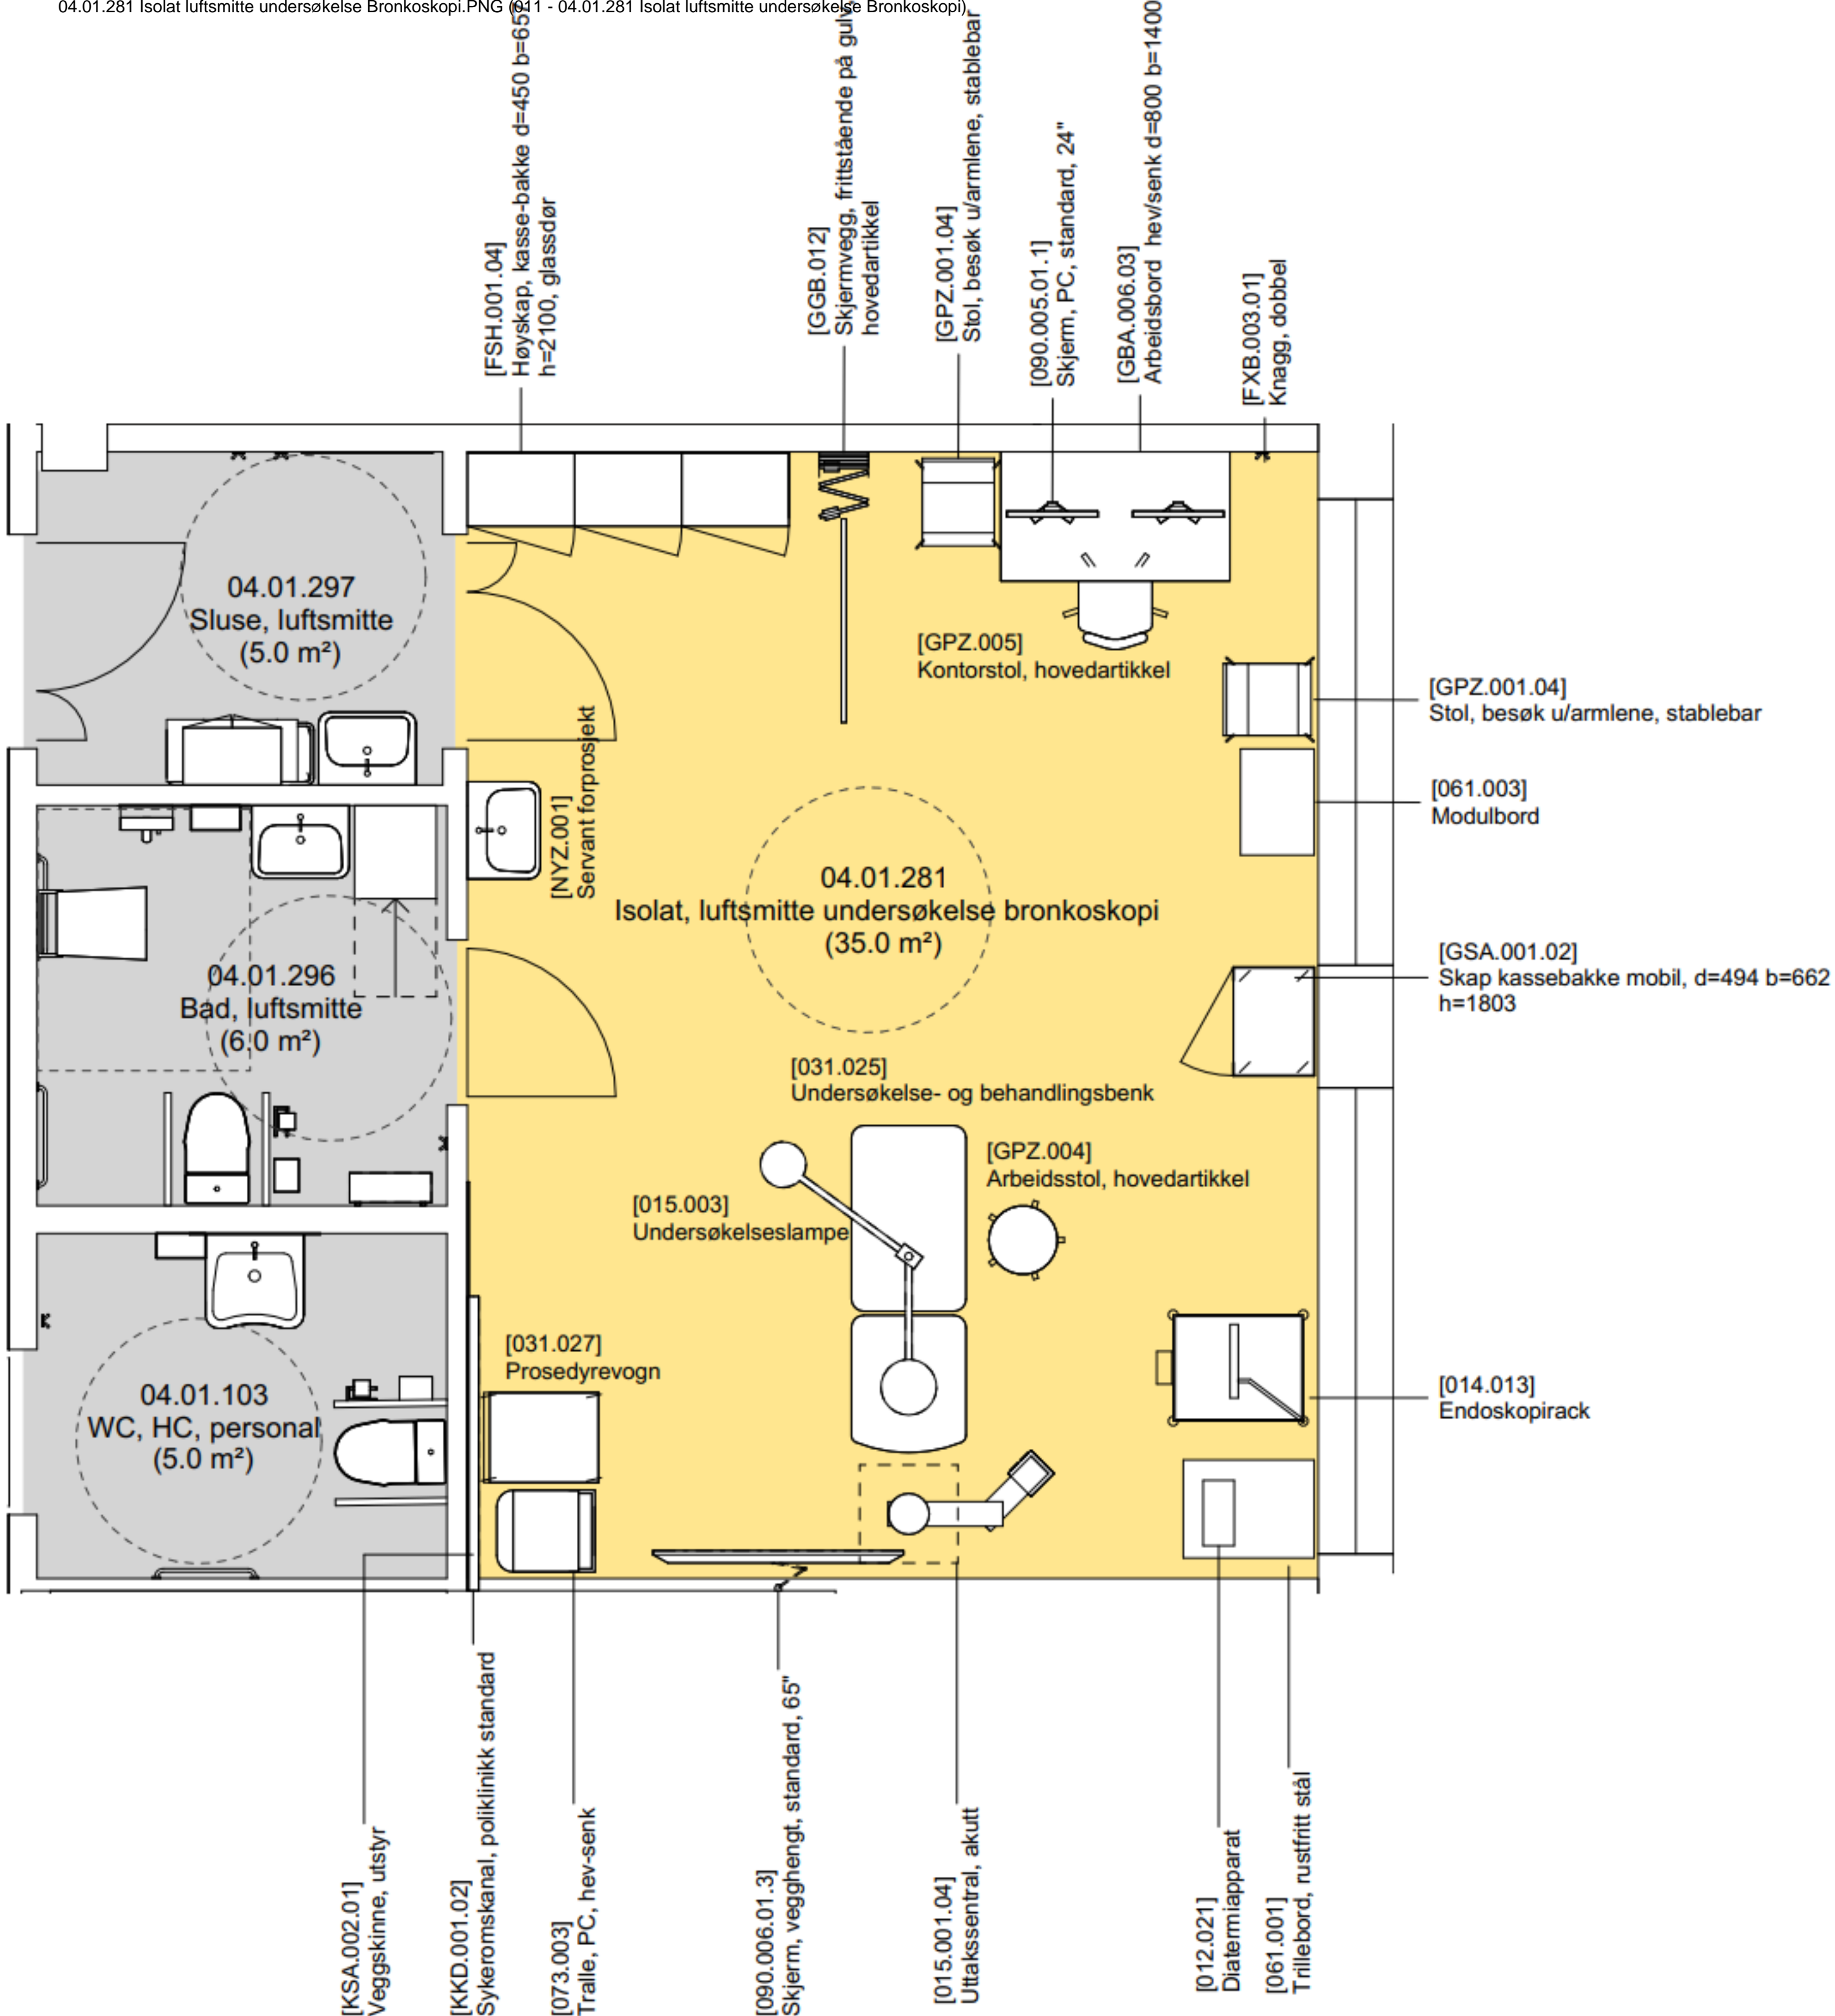 04.01.281 Isolat luftsmitte undersøkelse Bronkoskopi.PNG (011 - 04.01.281 Isolat luftsmitte undersøkelse Bronkoskopi)
[FSH.001.04]
Høyskap, kasse-bakke d=450 b=65
h=2100, glassdør
[GGB.012]
Skjermvegg, frittstående på gulv,
hovedartikkel
[GPZ.001.04]
Stol, besøk u/armlene, stablebar
[090.005.01.1]
Skjerm, PC, standard, 24"
[GBA.006.03]
Arbeidsbord hev/senk d=800 b=1400
[FXB.003.01]
Knagg, dobbel
04.01.297
Sluse, luftsmitte
(5.0 m²)
[GPZ.005]
Kontorstol, hovedartikkel
[GPZ.001.04]
Stol, besøk u/armlene, stablebar
[NYZ.001]
Servant forprosjekt
[061.003]
Modulbord
04.01.281
Isolat, luftsmitte undersøkelse bronkoskopi
(35.0 m²)
[GSA.001.02]
Skap kassebakke mobil, d=494 b=662
h=1803
04.01.296
Bad, luftsmitte
(6.0 m²)
[031.025]
Undersøkelse- og behandlingsbenk
[GPZ.004]
Arbeidsstol, hovedartikkel
[015.003]
Undersøkelseslampe
[031.027]
Prosedyrevogn
04.01.103
WC, HC, personal
(5.0 m²)
[014.013]
Endoskopirack
[KSA.002.01]
Veggskinne, utstyr
[KKD.001.02]
Sykeromskanal, poliklinikk standard
[073.003]
Tralle, PC, hev-senk
[090.006.01.3]
Skjerm, vegghengt, standard, 65"
[015.001.04]
Uttakssentral, akutt
[012.021]
Diatermiapparat
[061.001]
Trillebord, rustfritt stål